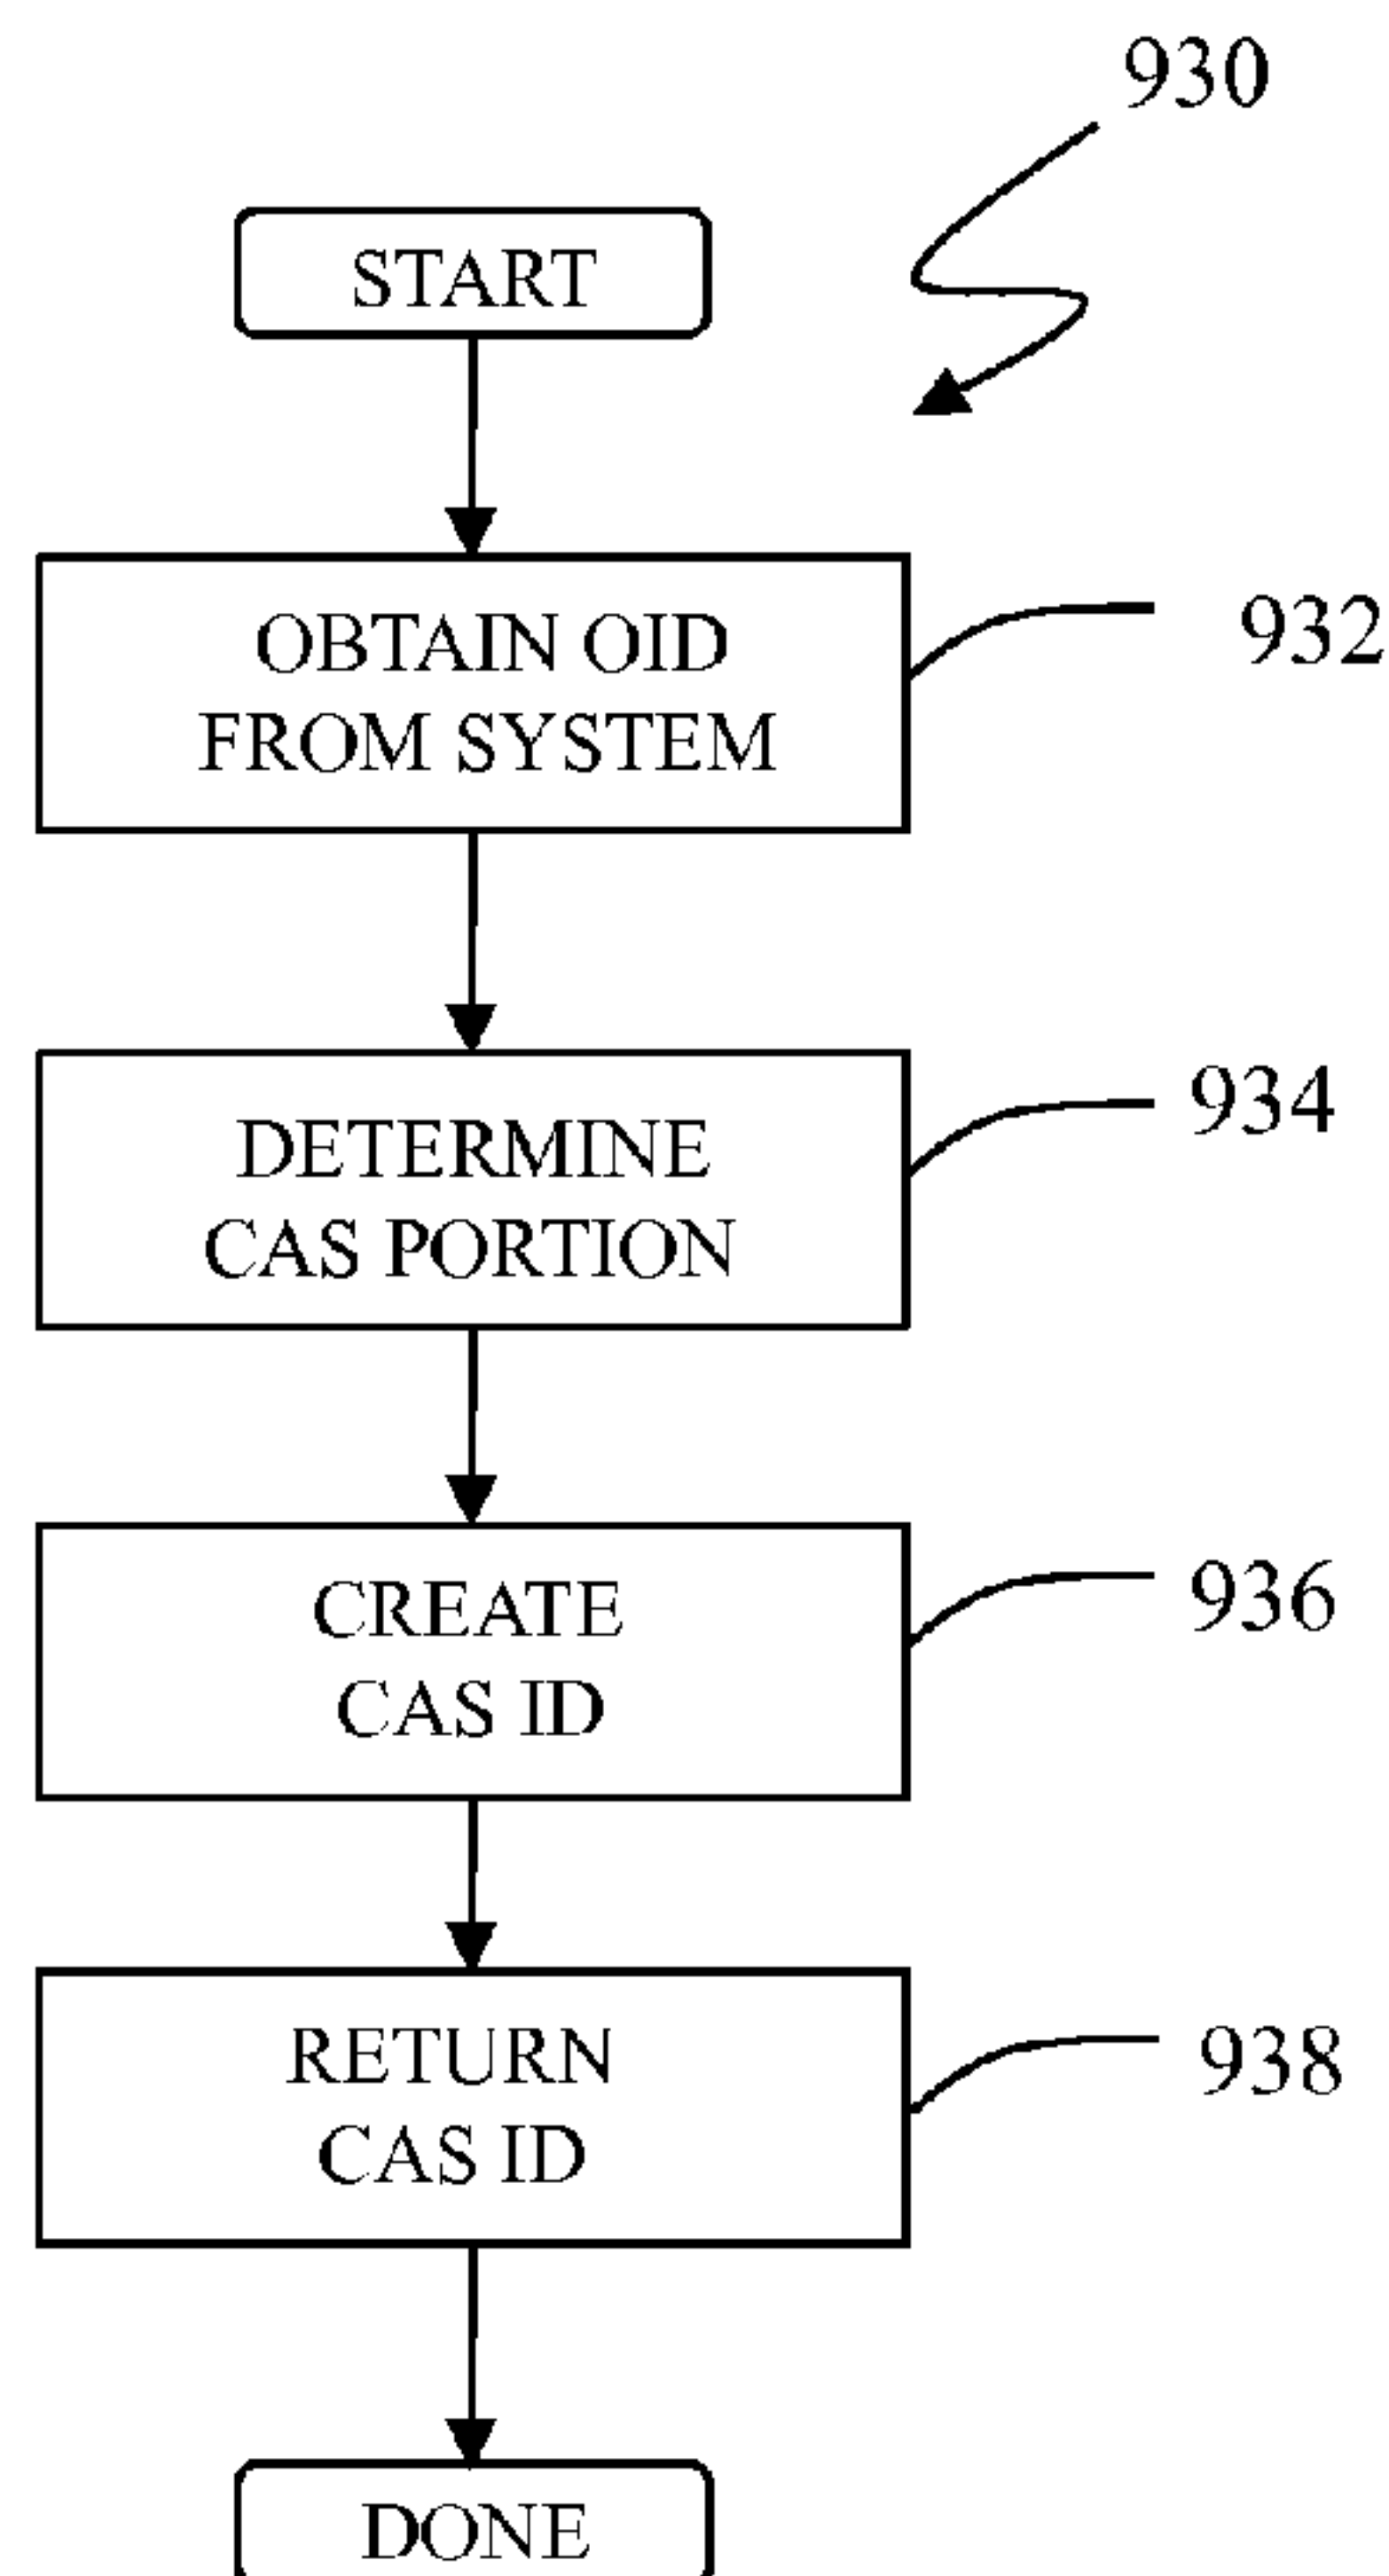 930
START
OBTAIN OID
FROM SYSTEM
932
DETERMINE
CAS PORTION
934
CREATE
CAS ID
936
RETURN
CAS ID
938
DONE